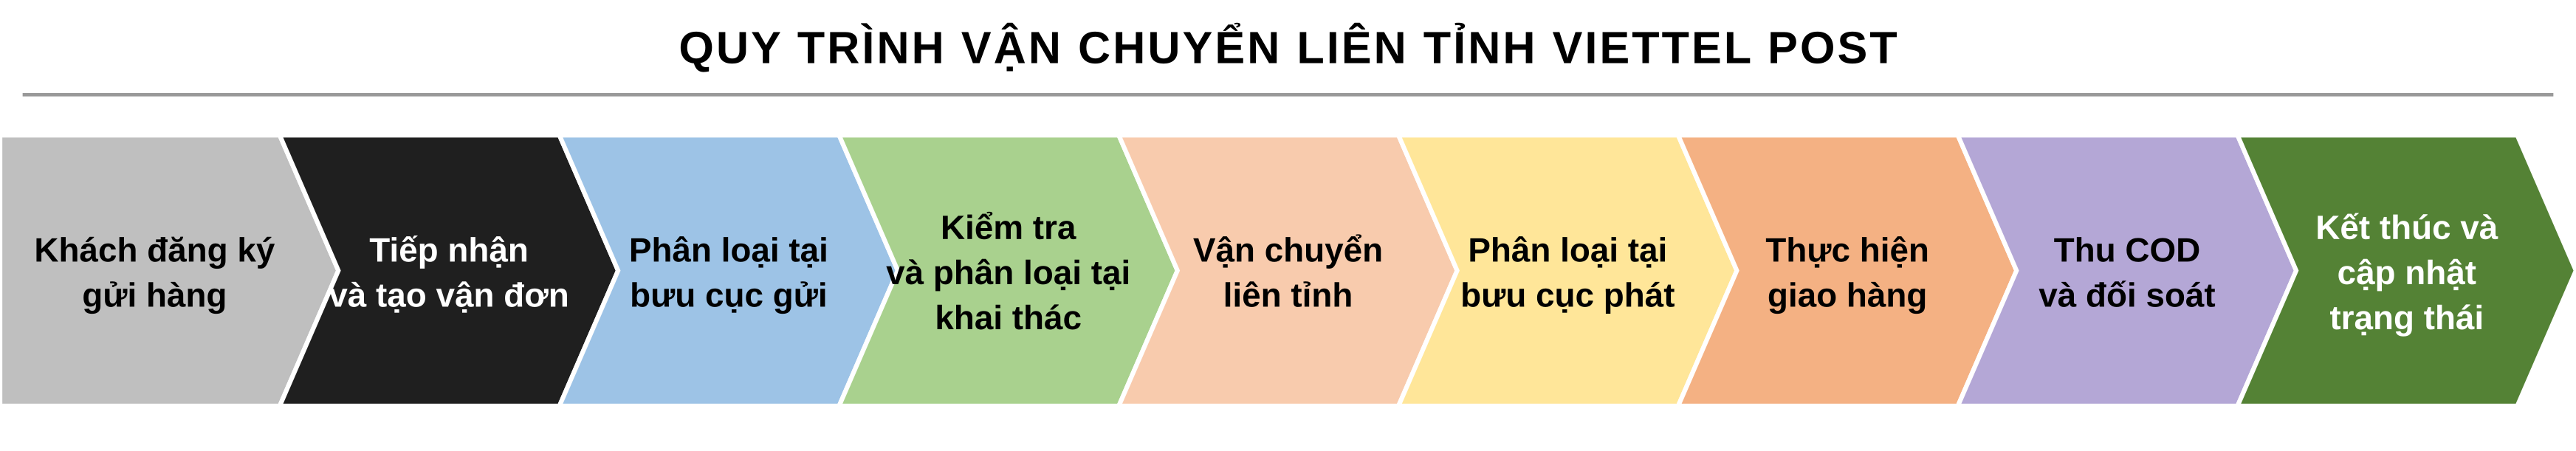 QUY TRÌNH VẬN CHUYỂN LIÊN TỈNH VIETTEL POST
Khách đăng ký
gửi hàng
Tiếp nhận
và tạo vận đơn
Phân loại tại
bưu cục gửi
Kiểm tra
và phân loại tại
khai thác
Vận chuyển
liên tỉnh
Phân loại tại
bưu cục phát
Thực hiện
giao hàng
Thu COD
và đối soát
Kết thúc và
cập nhật
trạng thái